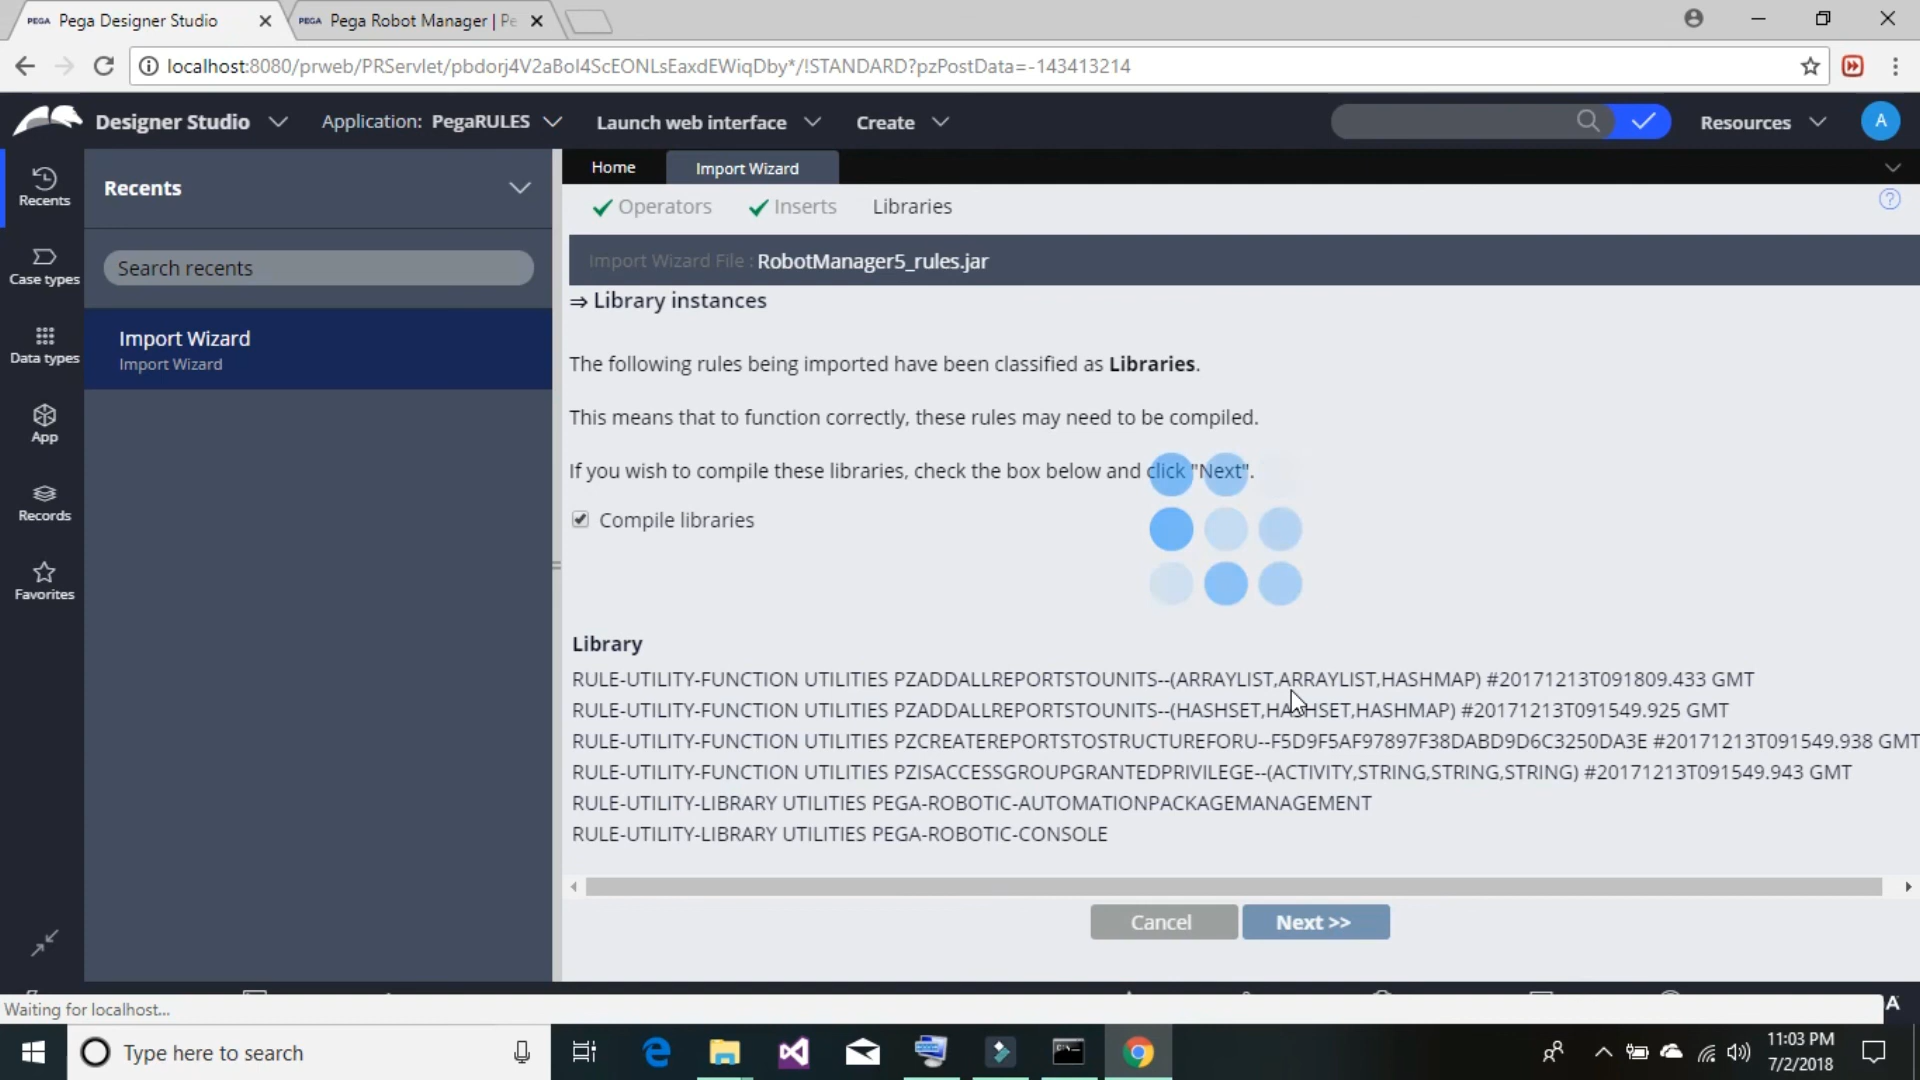 PEGA Pega Designer Studio
PEGA Pega Robot Manager | Pe
localhost:8080/prweb/PRServlet/pbdorj4V2aBol4ScEONLsEaxdEWiqDby*/!STANDARD?pzPostData=-143413214
Designer Studio
Application: PegaRULES
Launch web interface
Create
Resources
A
Recents
Case types
Data types
App
Records
Favorites
Recents
Search recents
Import Wizard
Import Wizard
Home
Import Wizard
Operators
Inserts
Libraries
?
Import Wizard File : RobotManager5_rules.jar
⇒ Library instances
The following rules being imported have been classified as Libraries.
This means that to function correctly, these rules may need to be compiled.
If you wish to compile these libraries, check the box below and click "Next".
Compile libraries
Library
RULE-UTILITY-FUNCTION UTILITIES PZADDALLREPORTSTOUNITS--(ARRAYLIST,ARRAYLIST,HASHMAP) #20171213T091809.433 GMT
RULE-UTILITY-FUNCTION UTILITIES PZADDALLREPORTSTOUNITS--(HASHSET,HASHSET,HASHMAP) #20171213T091549.925 GMT
RULE-UTILITY-FUNCTION UTILITIES PZCREATEREPORTSTOSTRUCTUREFORU--F5D9F5AF97897F38DABD9D6C3250DA3E #20171213T091549.938 GMT
RULE-UTILITY-FUNCTION UTILITIES PZISACCESSGROUPGRANTEDPRIVILEGE--(ACTIVITY,STRING,STRING,STRING) #20171213T091549.943 GMT
RULE-UTILITY-LIBRARY UTILITIES PEGA-ROBOTIC-AUTOMATIONPACKAGEMANAGEMENT
RULE-UTILITY-LIBRARY UTILITIES PEGA-ROBOTIC-CONSOLE
Cancel
Next >>
Waiting for localhost...
A
Type here to search
11:03 PM
7/2/2018